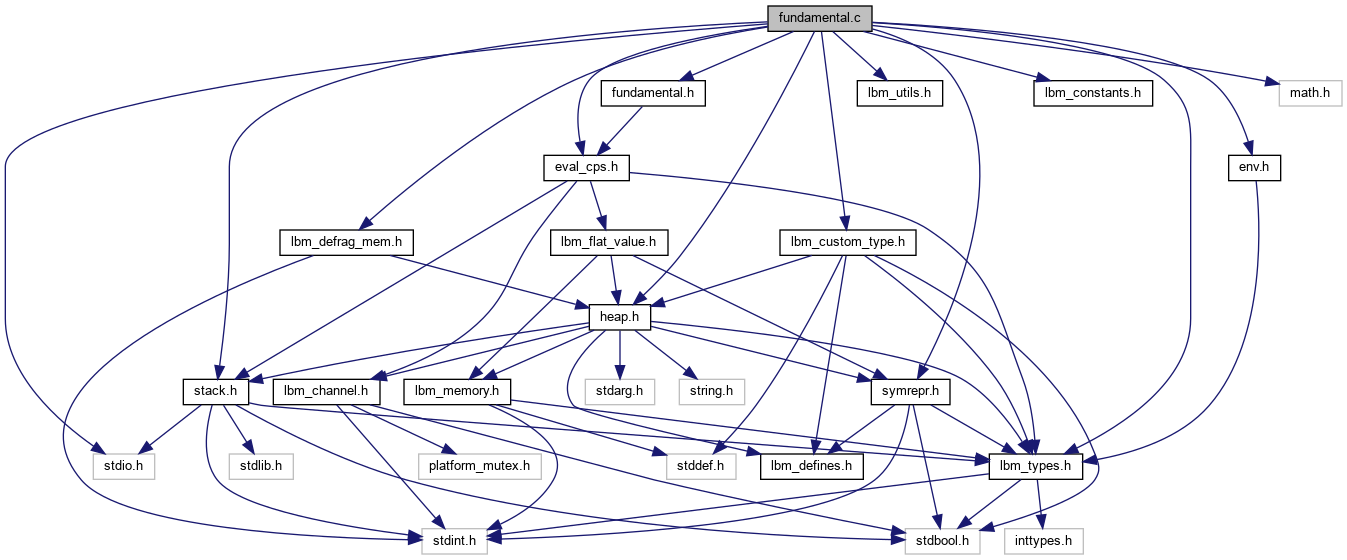 fundamental.c
fundamental.h
lbm_utils.h
lbm_constants.h
math.h
eval_cps.h
env.h
lbm_defrag_mem.h
lbm_flat_value.h
lbm_custom_type.h
heap.h
stack.h
lbm_channel.h
lbm_memory.h
stdarg.h
string.h
symrepr.h
stdio.h
stdlib.h
platform_mutex.h
stddef.h
lbm_defines.h
lbm_types.h
stdint.h
stdbool.h
inttypes.h